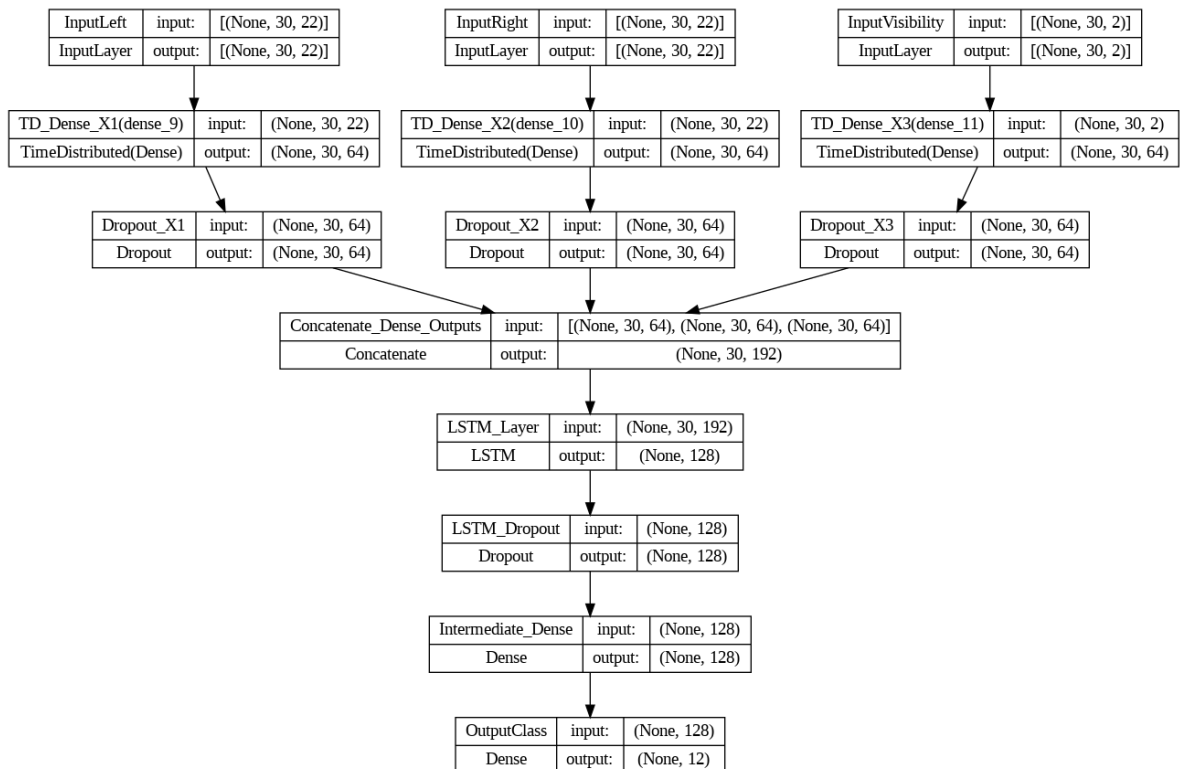 InputLeft input: [(None, 30, 22)]
InputLayer output: [(None, 30, 22)]
InputRight input: [(None, 30, 22)]
InputLayer output: [(None, 30, 22)]
InputVisibility input: [(None, 30, 2)]
InputLayer output: [(None, 30, 2)]
TD_Dense_X1(dense_9) input: (None, 30, 22)
TimeDistributed(Dense) output: (None, 30, 64)
TD_Dense_X2(dense_10) input: (None, 30, 22)
TimeDistributed(Dense) output: (None, 30, 64)
TD_Dense_X3(dense_11) input: (None, 30, 2)
TimeDistributed(Dense) output: (None, 30, 64)
Dropout_X1 input: (None, 30, 64)
Dropout output: (None, 30, 64)
Dropout_X2 input: (None, 30, 64)
Dropout output: (None, 30, 64)
Dropout_X3 input: (None, 30, 64)
Dropout output: (None, 30, 64)
Concatenate_Dense_Outputs input: [(None, 30, 64), (None, 30, 64), (None, 30, 64)]
Concatenate output: (None, 30, 192)
LSTM_Layer input: (None, 30, 192)
LSTM output: (None, 128)
LSTM_Dropout input: (None, 128)
Dropout output: (None, 128)
Intermediate_Dense input: (None, 128)
Dense output: (None, 128)
OutputClass input: (None, 128)
Dense output: (None, 12)